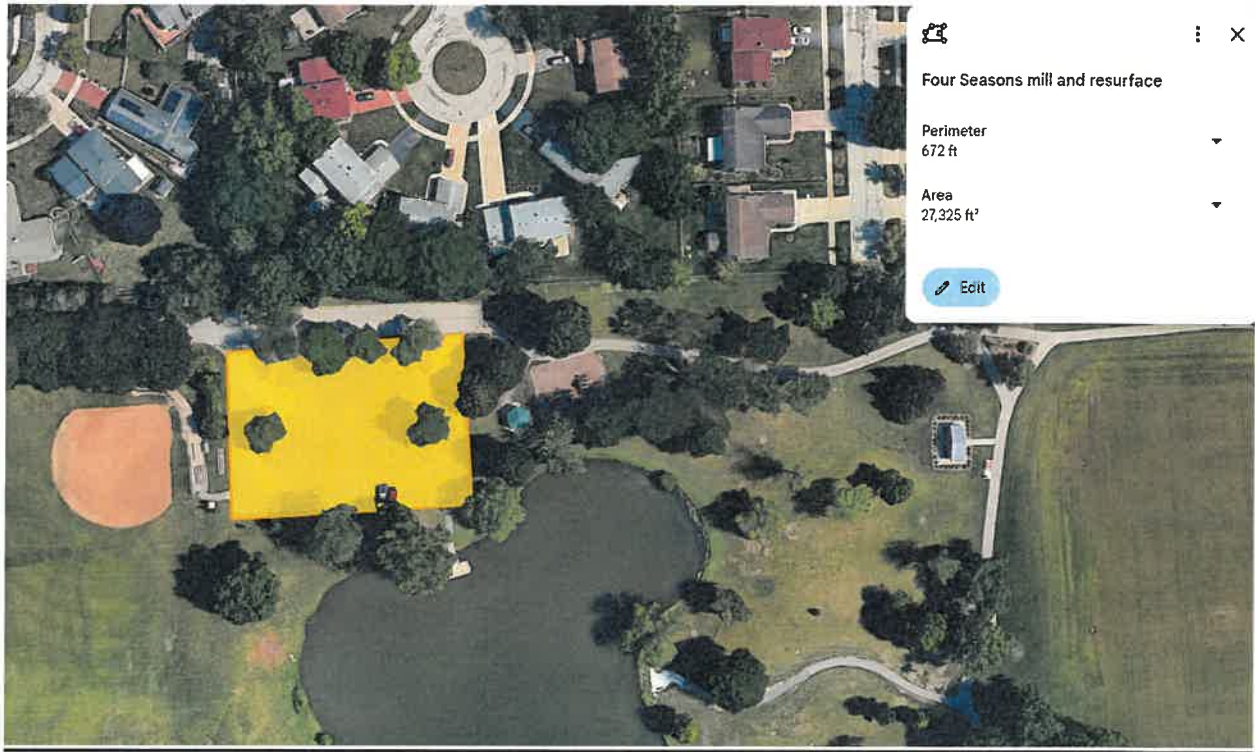 Four Seasons mill and resurface
Perimeter
672 ft
Area
27,325 ft²
Edit